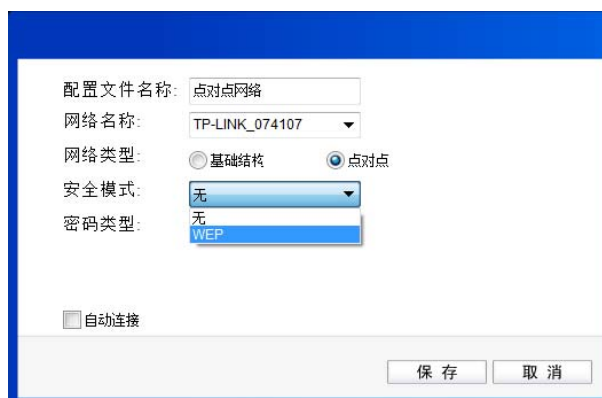 配置文件名称: 点对点网络
网络名称: TP-LINK_074107
网络类型: 基础结构 点对点
安全模式: 无
无
密码类型:
WEP
自动连接
保存 取消